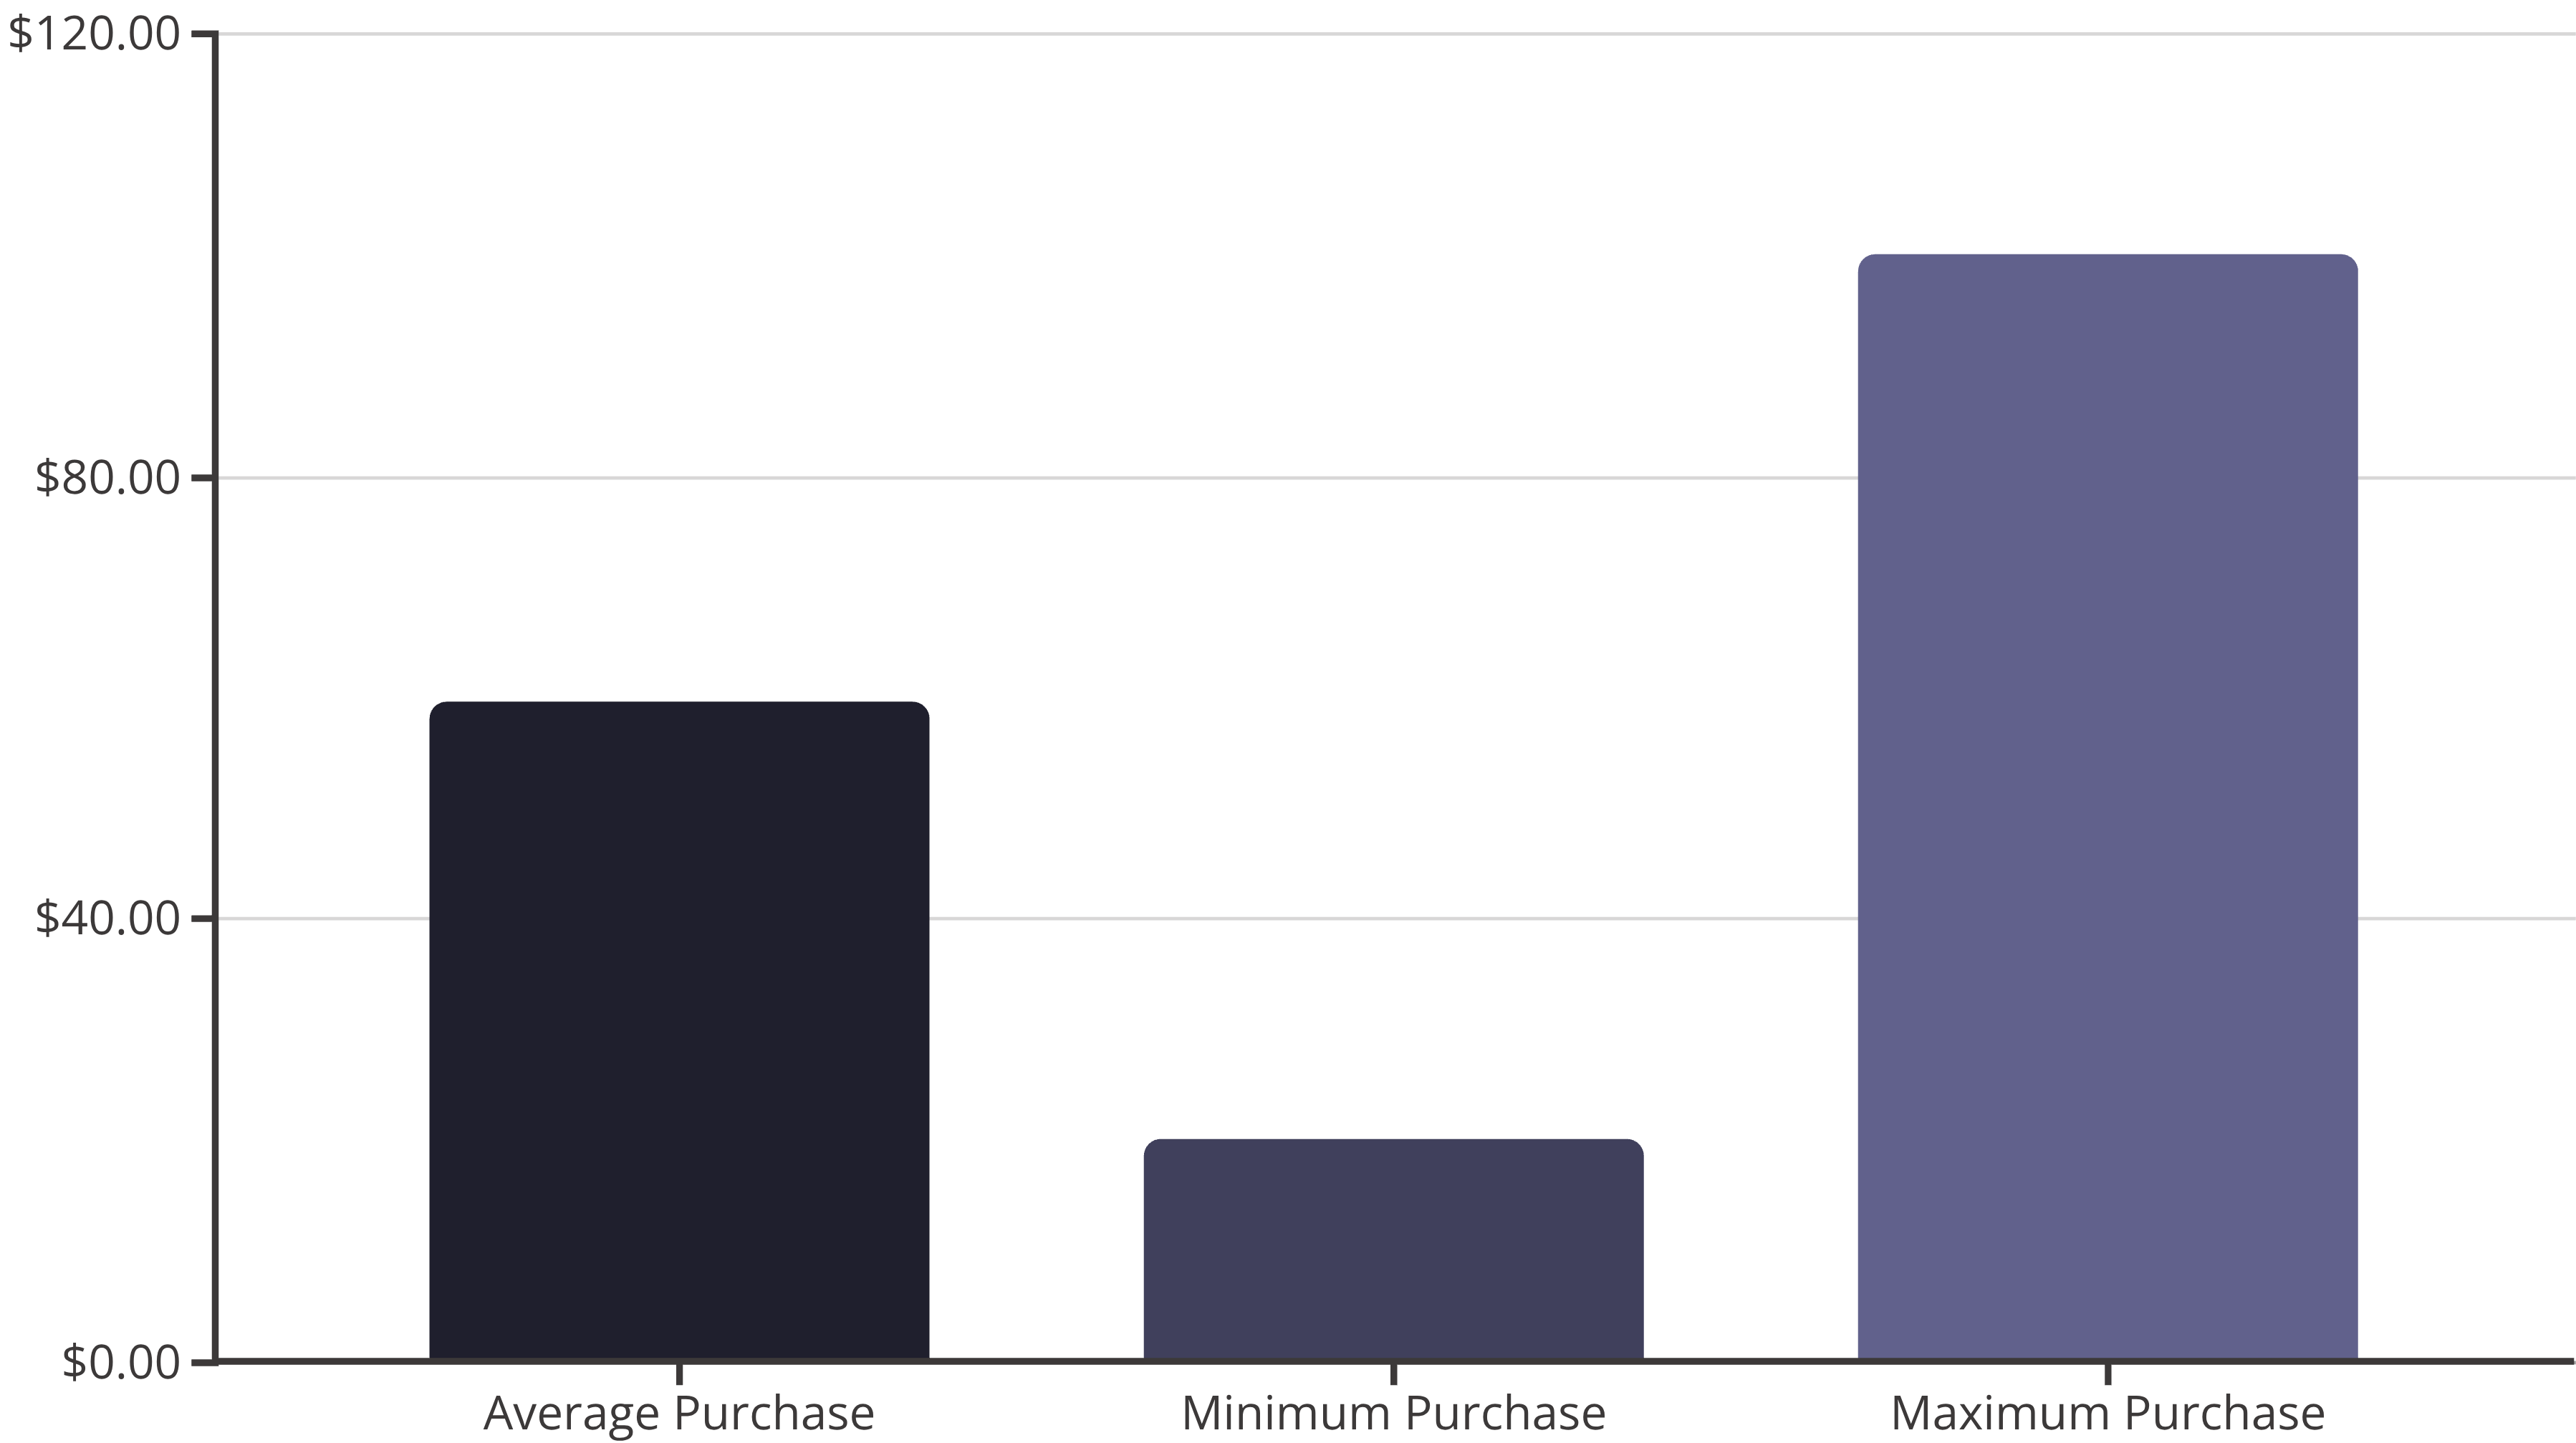 $120.00
$80.00
$40.00
$0.00
Average Purchase
Minimum Purchase
Maximum Purchase